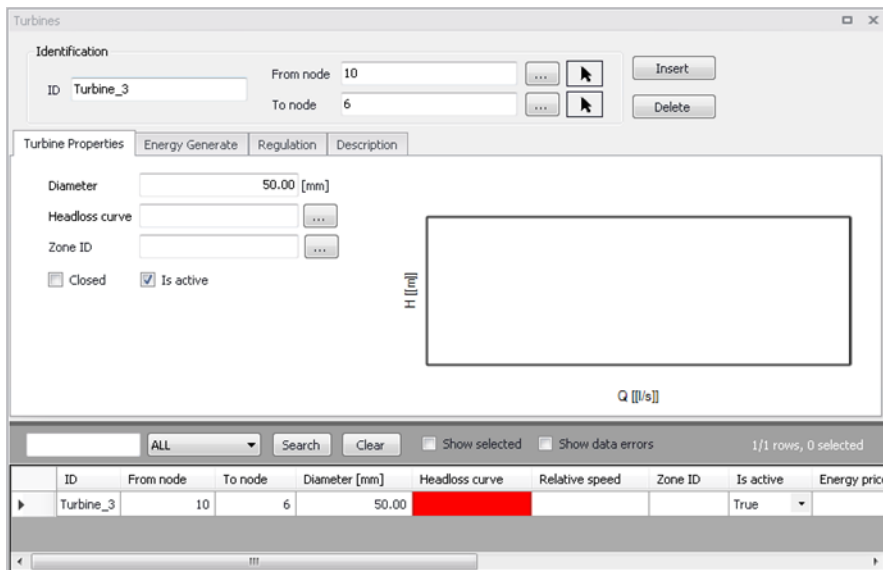 Turbines
Identification
ID Turbine_3
From node 10 ...
To node 6 ...
Insert
Delete
Turbine Properties Energy Generate Regulation Description
Diameter 50.00 [mm]
Headloss curve ...
Zone ID ...
Closed Is active
H [[m]]
Q [[l/s]]
ALL Search Clear Show selected Show data errors 1/1 rows, 0 selected
ID From node To node Diameter [mm] Headloss curve Relative speed Zone ID Is active Energy price
Turbine_3 10 6 50.00 True